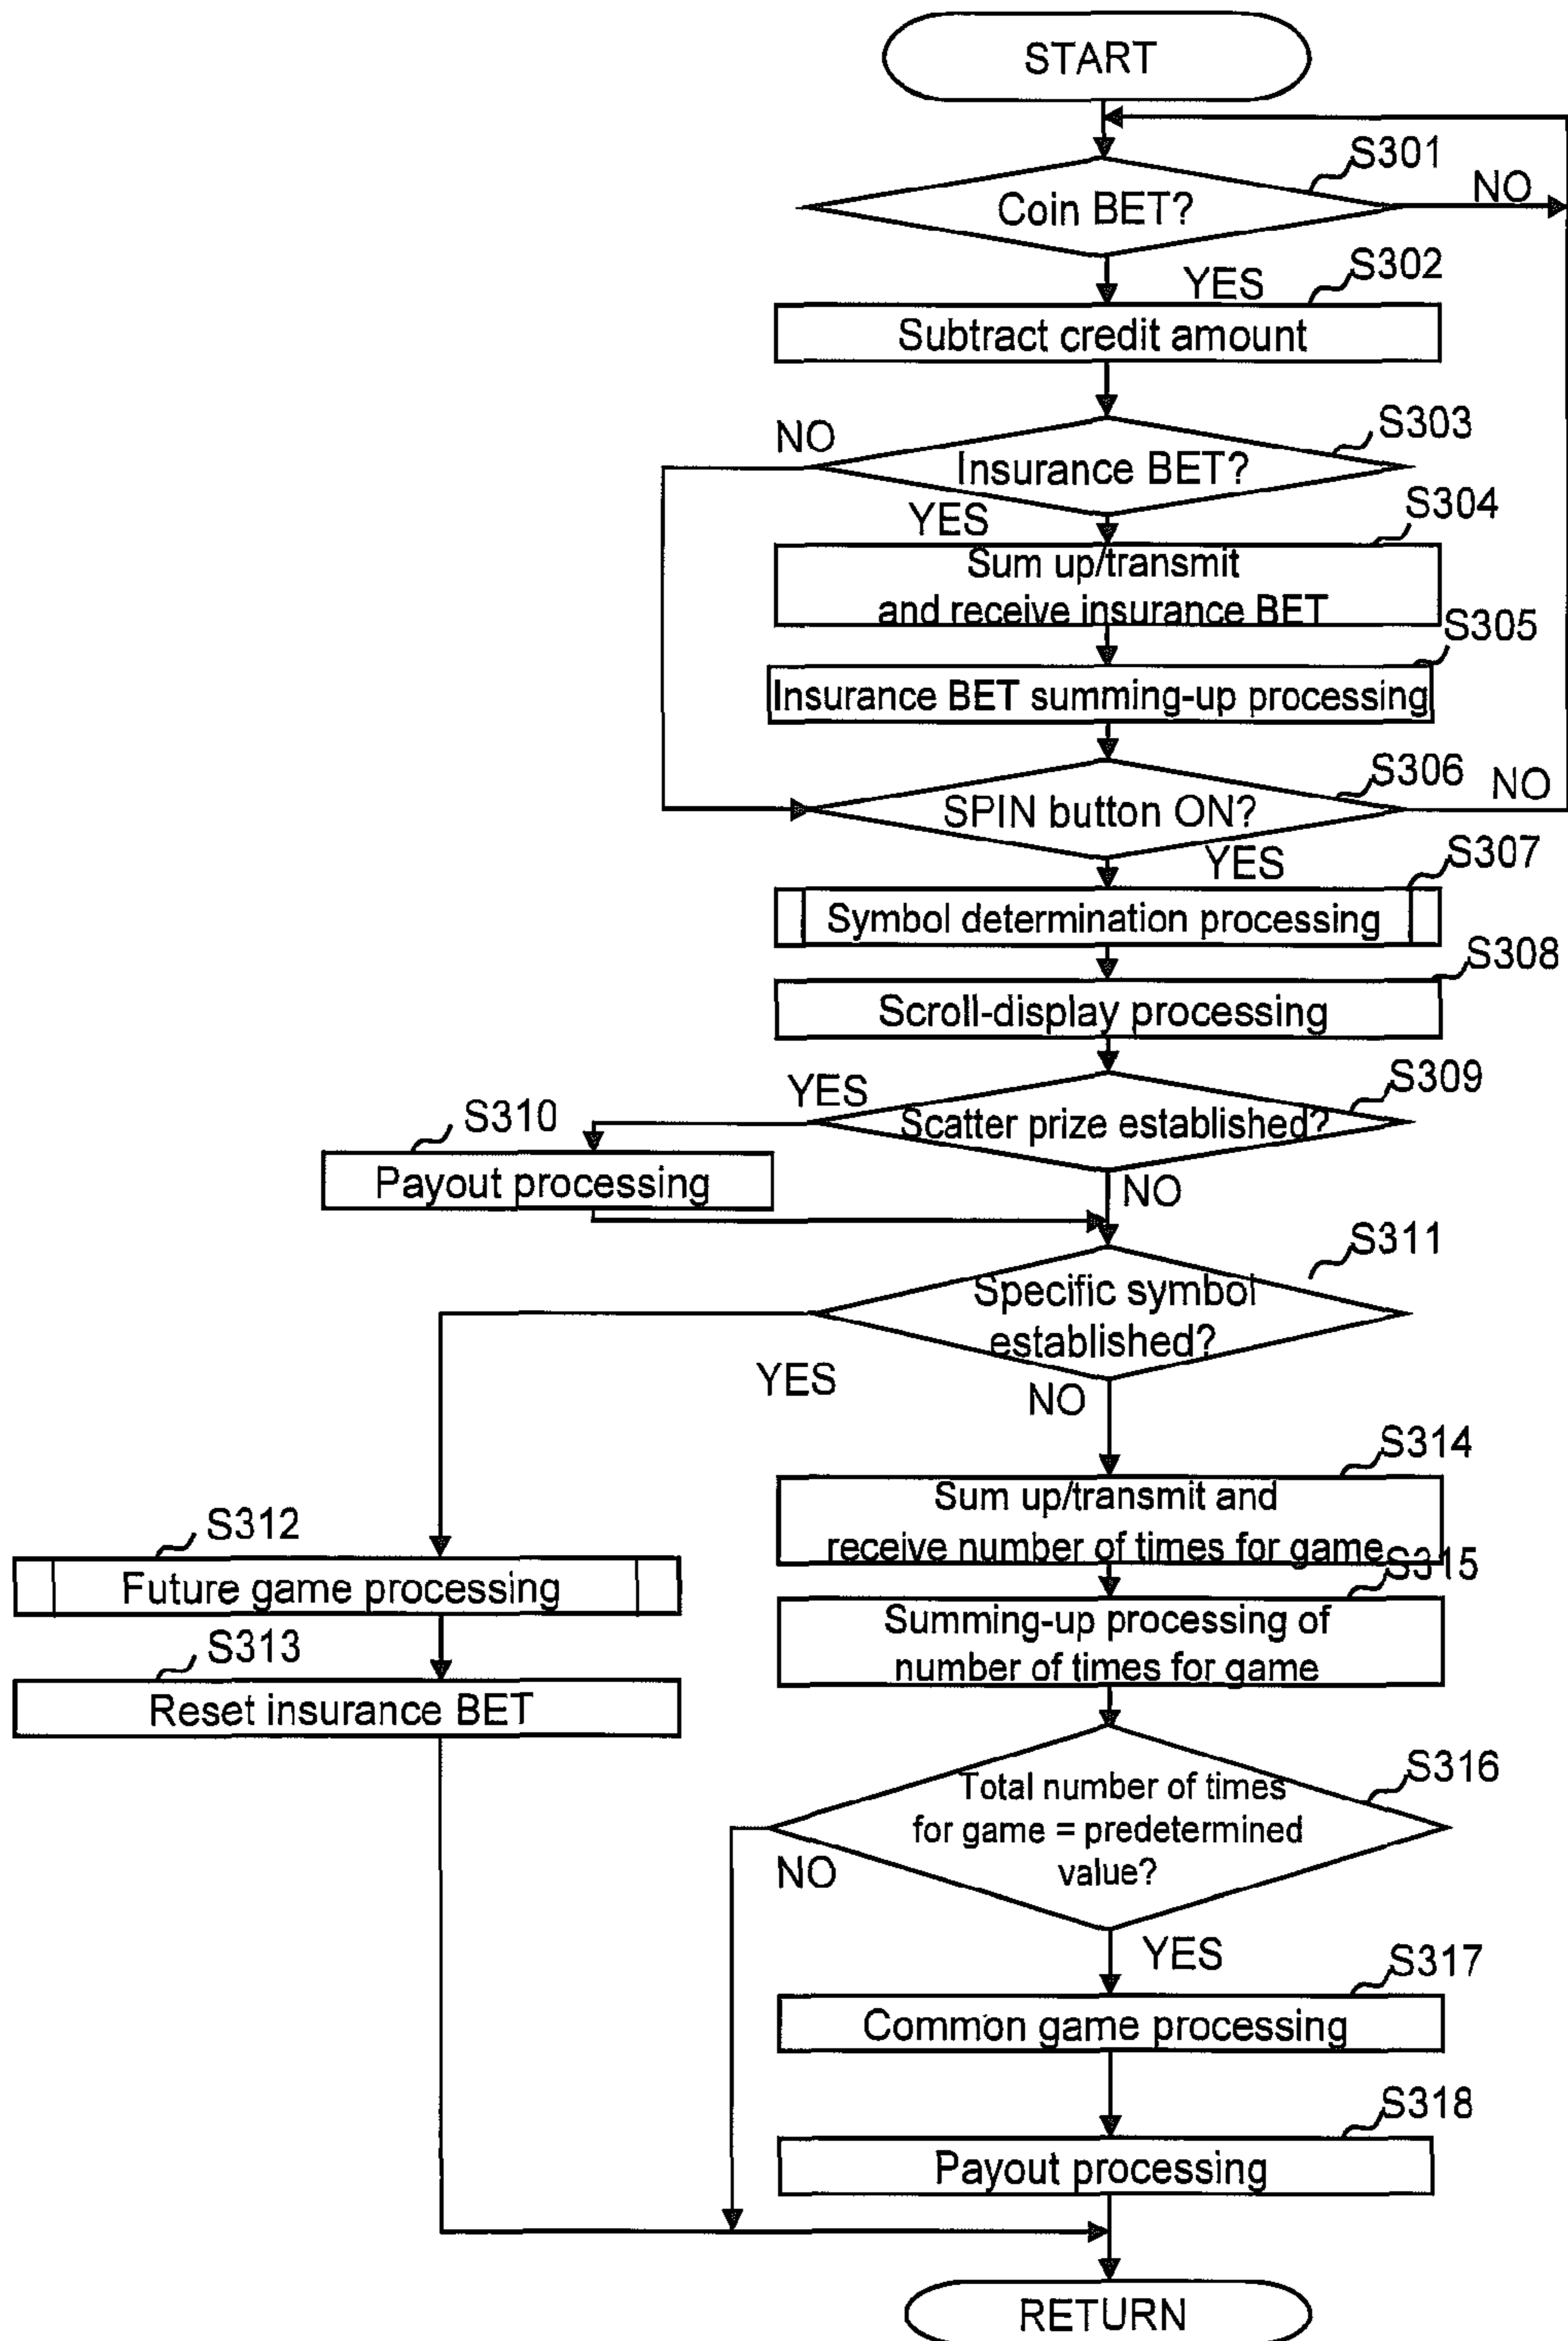 START
S301
Coin BET?
NO
YES
S302
Subtract credit amount
S303
NO
Insurance BET?
YES
S304
Sum up/transmit
and receive insurance BET
S305
Insurance BET summing-up processing
S306
NO
SPIN button ON?
YES
S307
Symbol determination processing
S308
Scroll-display processing
S309
YES
Scatter prize established?
S310
Payout processing
NO
S311
Specific symbol
established?
YES
NO
S314
Sum up/transmit and
receive number of times for game
S312
Future game processing
S315
Summing-up processing of
number of times for game
S313
Reset insurance BET
S316
Total number of times
for game = predetermined
value?
NO
YES
S317
Common game processing
S318
Payout processing
RETURN